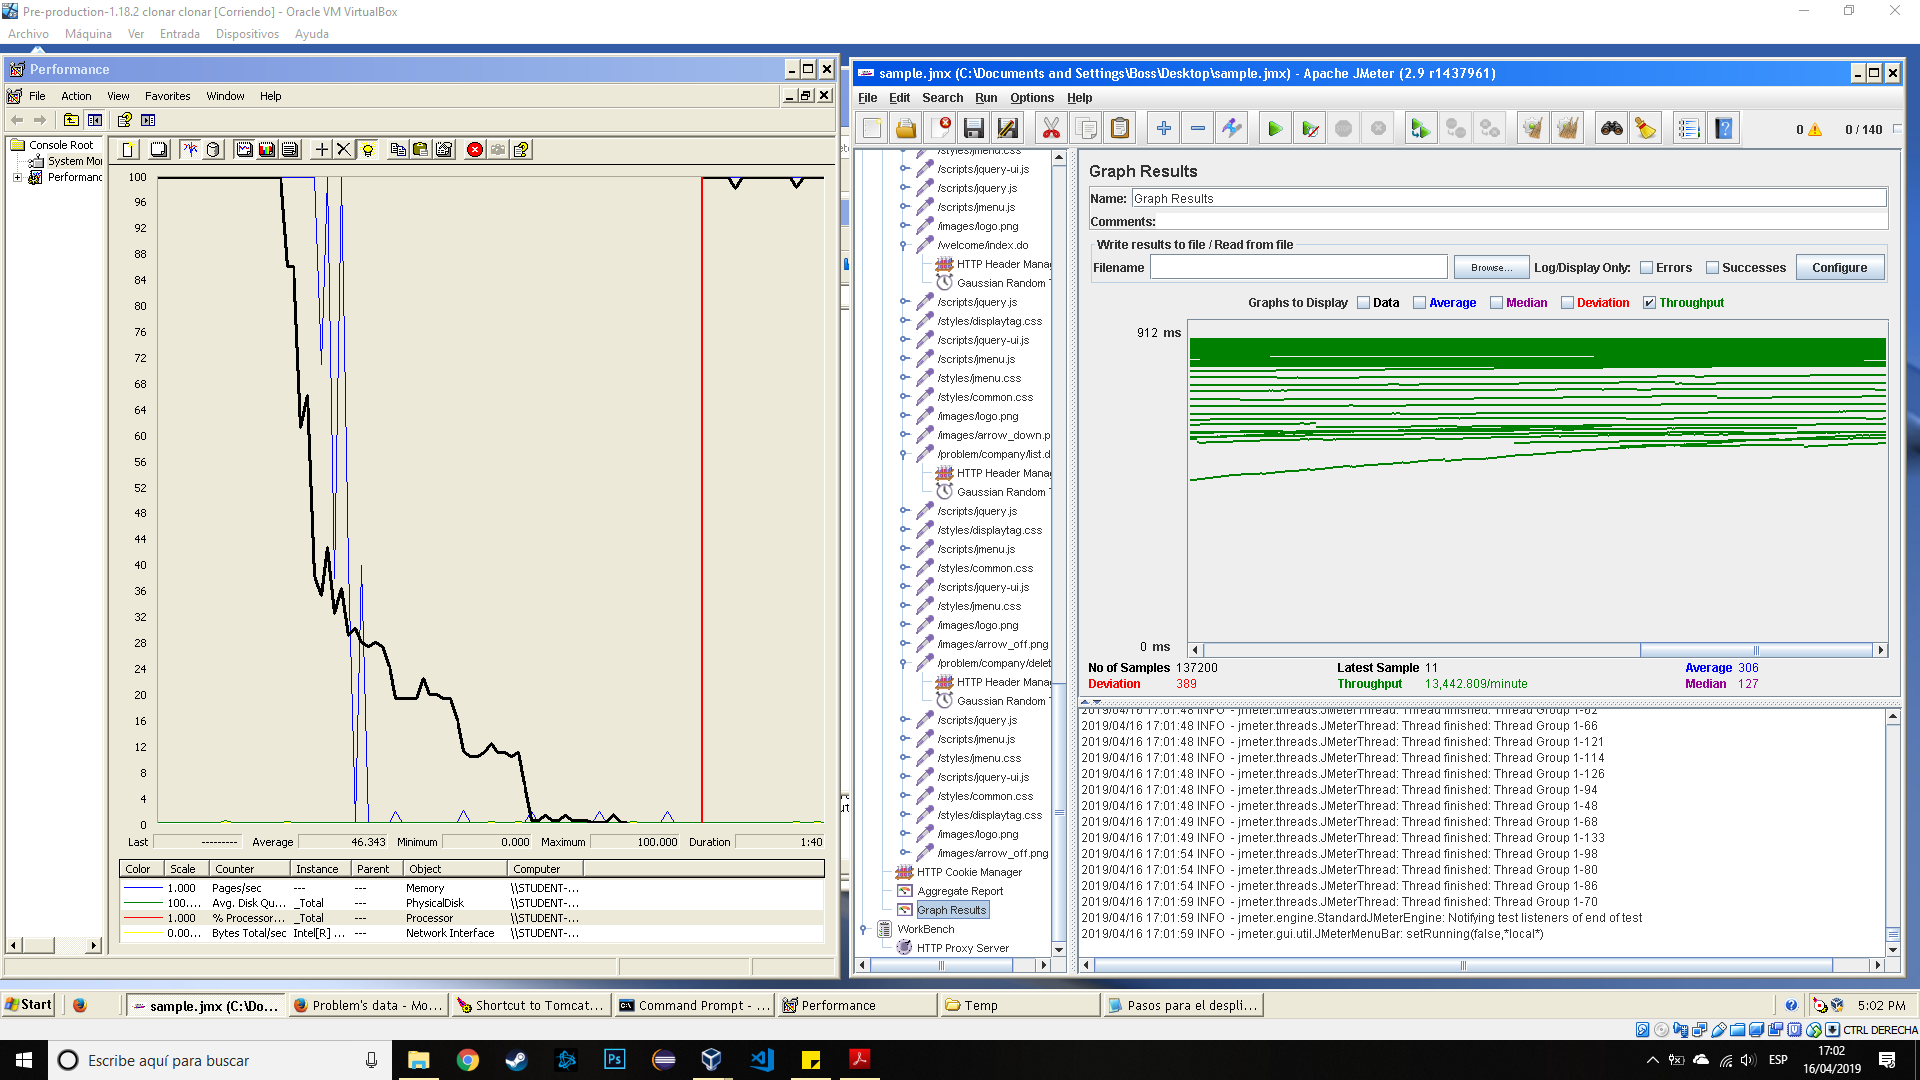 Pre-production-1.18.2 clonar clonar [Corriendo] - Oracle VM VirtualBox
Archivo Máquina Ver Entrada Dispositivos Ayuda
Performance
File Action View Favorites Window Help
Console Root
System Mo
Performanc
100
96
92
88
84
80
76
72
68
64
60
56
52
48
44
40
36
32
28
24
20
16
12
8
4
0
Last --------- Average 46.343 Minimum 0.000 Maximum 100.000 Duration 1:40
Color Scale Counter Instance Parent Object Computer
1.000 Pages/sec --- --- Memory \\STUDENT-...
100.... Avg. Disk Qu... _Total --- PhysicalDisk \\STUDENT-...
1.000 % Processor... _Total --- Processor \\STUDENT-...
0.00... Bytes Total/sec Intel[R] ... --- Network Interface \\STUDENT-...
sample.jmx (C:\Documents and Settings\Boss\Desktop\sample.jmx) - Apache JMeter (2.9 r1437961)
File Edit Search Run Options Help
0 0 / 140
/styles/jmenu.css
/scripts/jquery-ui.js
/scripts/jquery.js
/scripts/jmenu.js
/images/logo.png
/welcome/index.do
HTTP Header Mana
Gaussian Random T
/scripts/jquery.js
/styles/displaytag.css
/scripts/jquery-ui.js
/scripts/jmenu.js
/styles/jmenu.css
/styles/common.css
/images/logo.png
/images/arrow_down.p
/problem/company/list.d
HTTP Header Mana
Gaussian Random T
/scripts/jquery.js
/styles/displaytag.css
/scripts/jmenu.js
/styles/common.css
/scripts/jquery-ui.js
/styles/jmenu.css
/images/logo.png
/images/arrow_off.png
/problem/company/delet
HTTP Header Mana
Gaussian Random T
/scripts/jquery.js
/scripts/jmenu.js
/styles/jmenu.css
/scripts/jquery-ui.js
/styles/common.css
/styles/displaytag.css
/images/logo.png
/images/arrow_off.png
HTTP Cookie Manager
Aggregate Report
Graph Results
WorkBench
HTTP Proxy Server
Graph Results
Name: Graph Results
Comments:
Write results to file / Read from file
Filename Browse... Log/Display Only: Errors Successes Configure
Graphs to Display Data Average Median Deviation Throughput
912 ms
0 ms
No of Samples 137200 Latest Sample 11 Average 306
Deviation 389 Throughput 13,442.809/minute Median 127
2019/04/16 17:01:48 INFO - jmeter.threads.JMeterThread: Thread finished: Thread Group 1-62
2019/04/16 17:01:48 INFO - jmeter.threads.JMeterThread: Thread finished: Thread Group 1-66
2019/04/16 17:01:48 INFO - jmeter.threads.JMeterThread: Thread finished: Thread Group 1-121
2019/04/16 17:01:48 INFO - jmeter.threads.JMeterThread: Thread finished: Thread Group 1-114
2019/04/16 17:01:48 INFO - jmeter.threads.JMeterThread: Thread finished: Thread Group 1-126
2019/04/16 17:01:48 INFO - jmeter.threads.JMeterThread: Thread finished: Thread Group 1-94
2019/04/16 17:01:48 INFO - jmeter.threads.JMeterThread: Thread finished: Thread Group 1-48
2019/04/16 17:01:49 INFO - jmeter.threads.JMeterThread: Thread finished: Thread Group 1-68
2019/04/16 17:01:49 INFO - jmeter.threads.JMeterThread: Thread finished: Thread Group 1-133
2019/04/16 17:01:54 INFO - jmeter.threads.JMeterThread: Thread finished: Thread Group 1-98
2019/04/16 17:01:54 INFO - jmeter.threads.JMeterThread: Thread finished: Thread Group 1-80
2019/04/16 17:01:54 INFO - jmeter.threads.JMeterThread: Thread finished: Thread Group 1-86
2019/04/16 17:01:59 INFO - jmeter.threads.JMeterThread: Thread finished: Thread Group 1-70
2019/04/16 17:01:59 INFO - jmeter.engine.StandardJMeterEngine: Notifying test listeners of end of test
2019/04/16 17:01:59 INFO - jmeter.gui.util.JMeterMenuBar: setRunning(false,*local*)
Start sample.jmx (C:\Do... Problem's data - Mo... Shortcut to Tomcat... Command Prompt - ... Performance Temp Pasos para el despli... 5:02 PM
CTRL DERECHA
Escribe aquí para buscar
ESP
17:02
16/04/2019